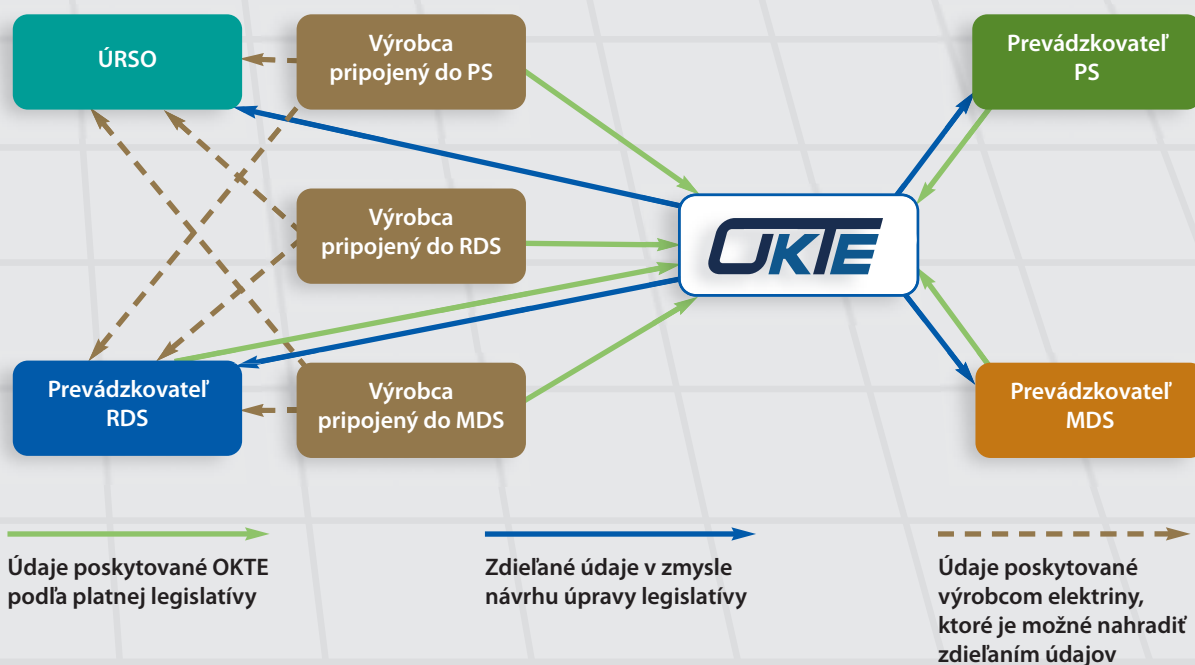 ÚRSO
Výrobca
pripojený do PS
Prevádzkovateľ
PS
Výrobca
pripojený do RDS
OKTE
Prevádzkovateľ
RDS
Výrobca
pripojený do MDS
Prevádzkovateľ
MDS
Údaje poskytované OKTE
podľa platnej legislatívy
Zdieľané údaje v zmysle
návrhu úpravy legislatívy
Údaje poskytované
výrobcom elektriny,
ktoré je možné nahradiť
zdieľaním údajov